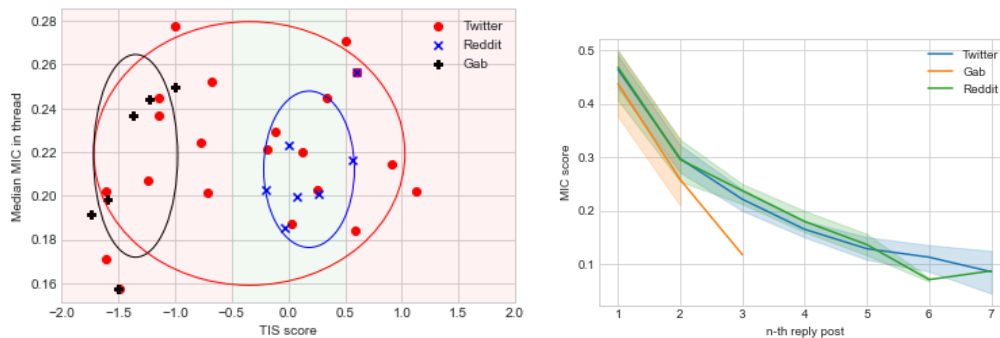 0.28
0.26
0.24
0.22
0.20
0.18
0.16
Median MIC in thread
Twitter
Reddit
Gab
−2.0 −1.5 −1.0 −0.5 0.0 0.5 1.0 1.5 2.0
TIS score
0.5
0.4
0.3
0.2
0.1
MIC score
Twitter
Gab
Reddit
1 2 3 4 5 6 7
n-th reply post